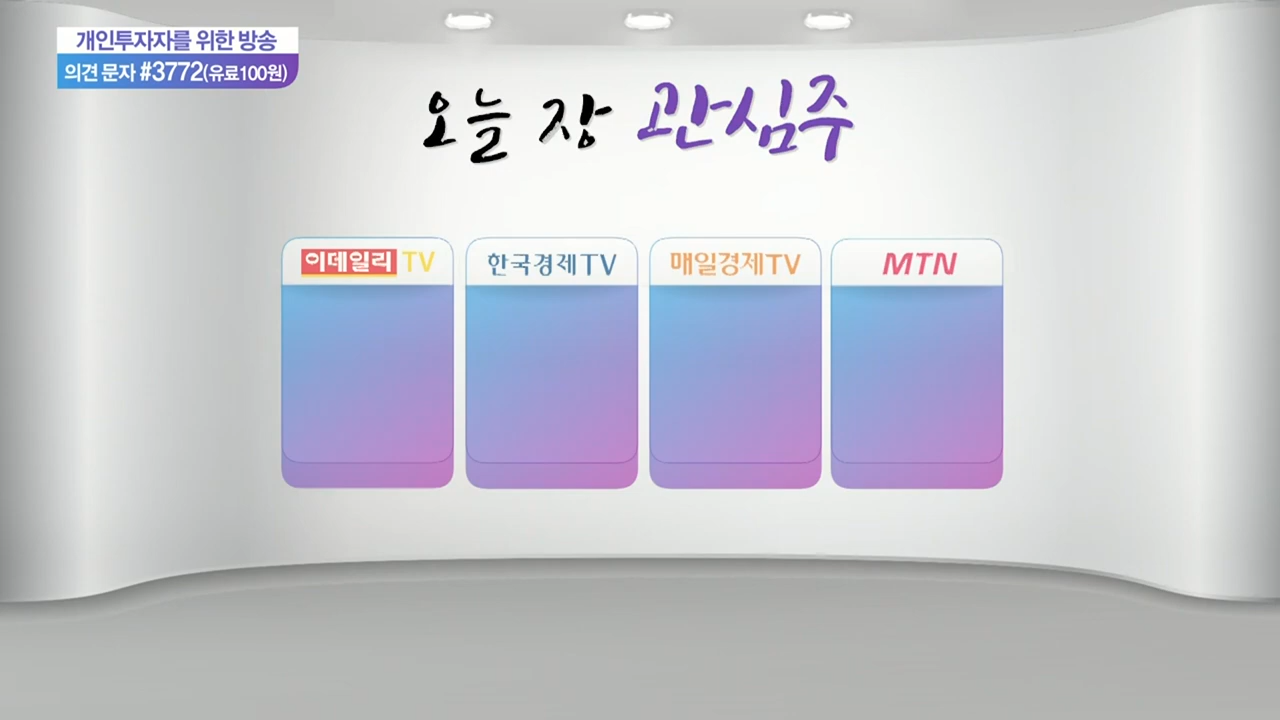 개인투자자를 위한 방송
의견 문자 #3772(유료100원)
오늘 장 관심주
이데일리 TV
한국경제TV
매일경제TV
MTN